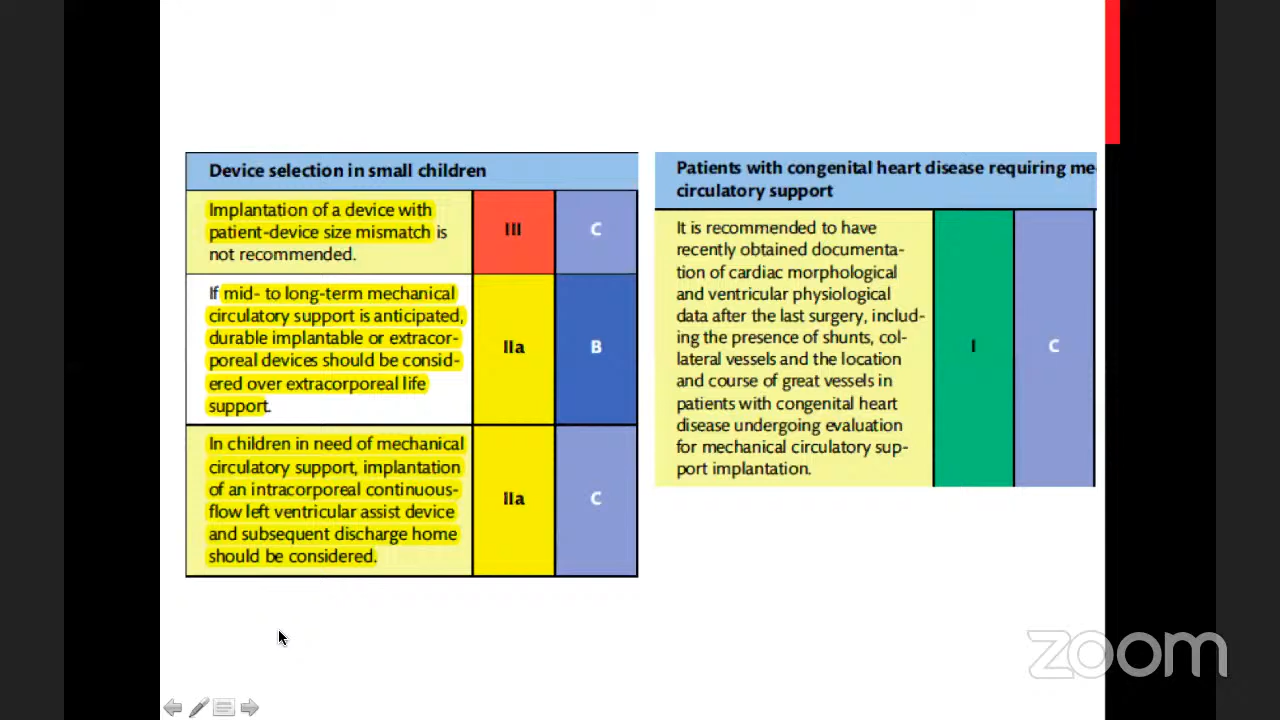 Device selection in small children
Implantation of a device with
patient-device size mismatch is
not recommended.
III
C
If mid- to long-term mechanical
circulatory support is anticipated,
durable implantable or extracor-
poreal devices should be consid-
ered over extracorporeal life
support.
IIa
B
In children in need of mechanical
circulatory support, implantation
of an intracorporeal continuous-
flow left ventricular assist device
and subsequent discharge home
should be considered.
IIa
C
Patients with congenital heart disease requiring me
circulatory support
It is recommended to have
recently obtained documenta-
tion of cardiac morphological
and ventricular physiological
data after the last surgery, includ-
ing the presence of shunts, col-
lateral vessels and the location
and course of great vessels in
patients with congenital heart
disease undergoing evaluation
for mechanical circulatory sup-
port implantation.
I
C
zoom